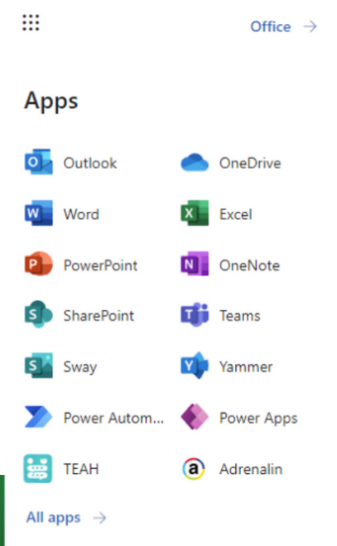 Office
Apps
Outlook OneDrive
Word Excel
PowerPoint OneNote
SharePoint Teams
Sway Yammer
Power Autom... Power Apps
TEAH Adrenalin
All apps